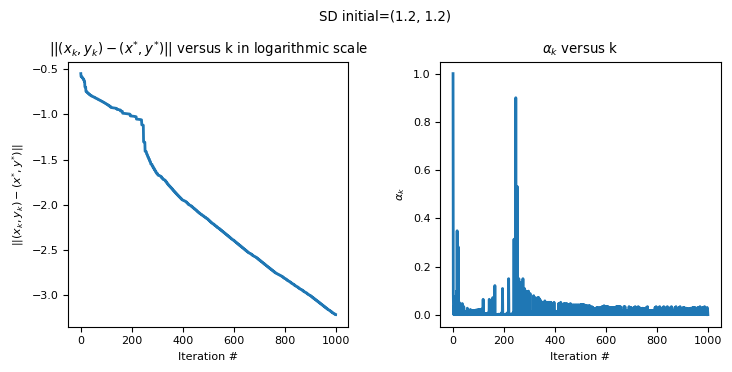 SD initial=(1.2, 1.2)
||(x_k, y_k) − (x*, y*)|| versus k in logarithmic scale
||(x_k, y_k) − (x*, y*)||
−0.5
−1.0
−1.5
−2.0
−2.5
−3.0
0 200 400 600 800 1000
Iteration #
α_k versus k
α_k
1.0
0.8
0.6
0.4
0.2
0.0
0 200 400 600 800 1000
Iteration #